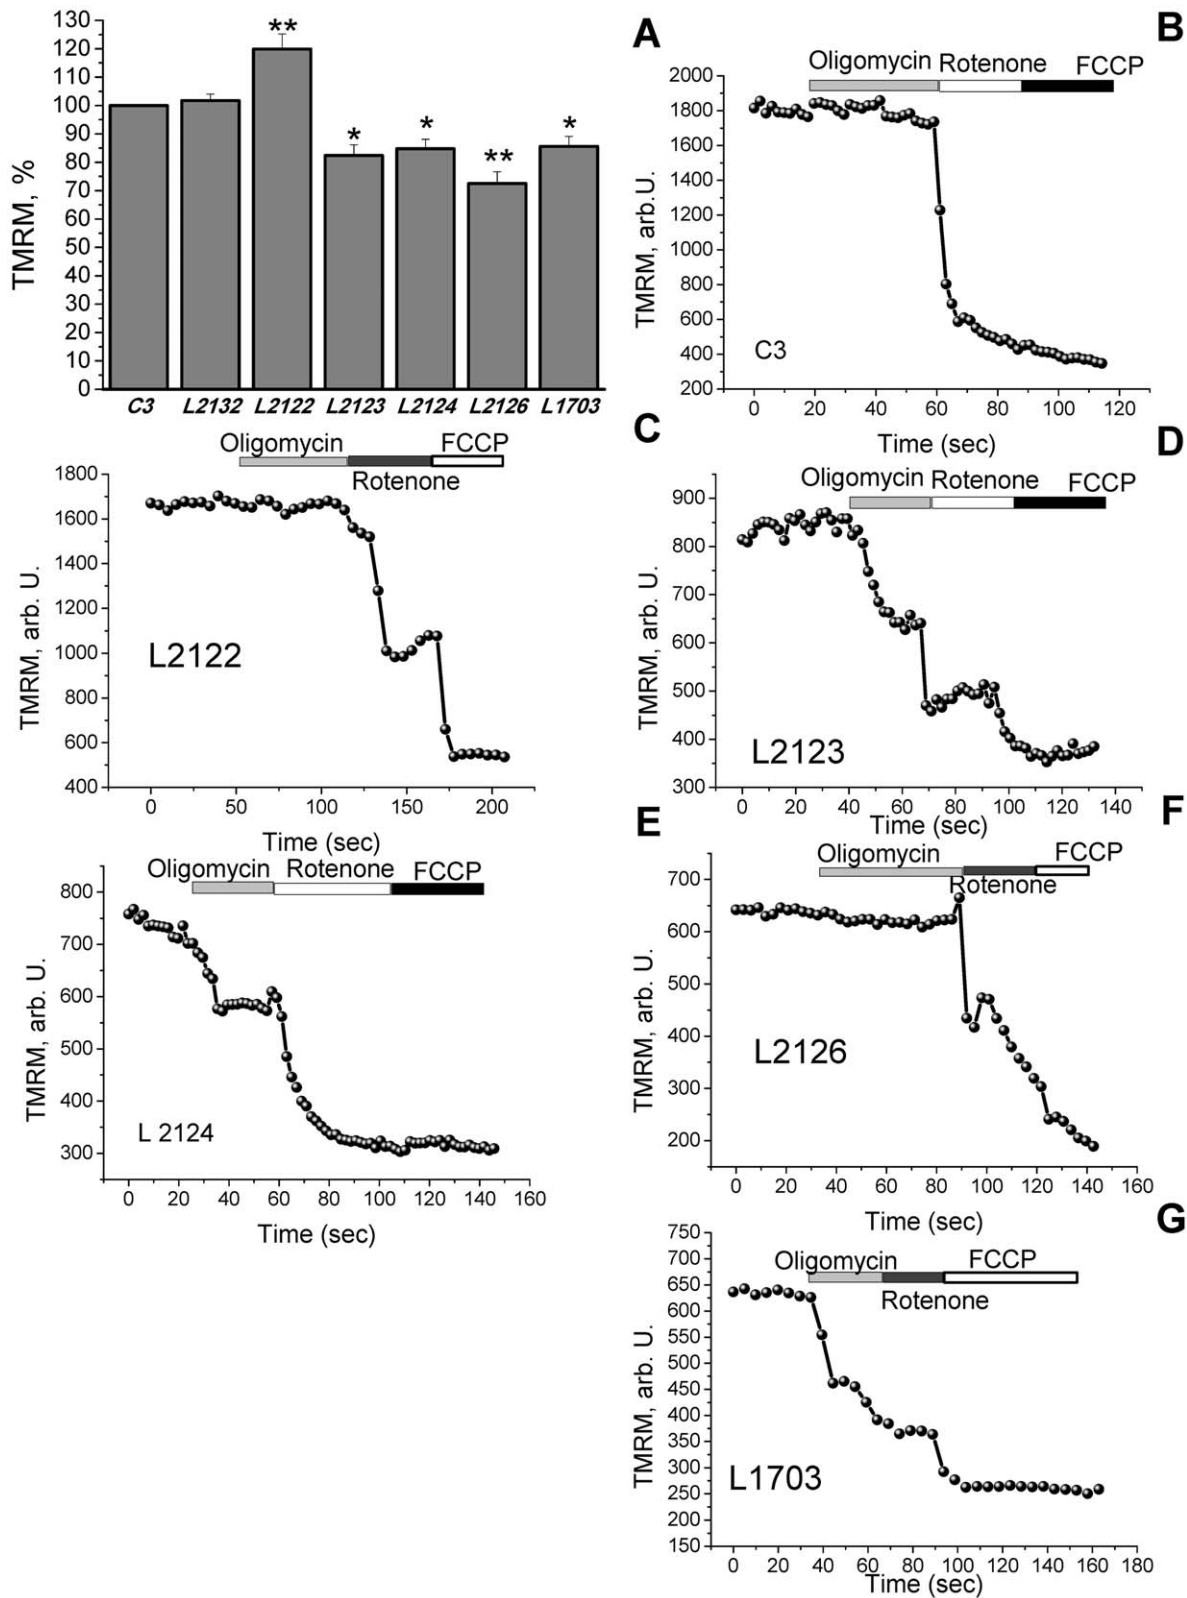 A
TMRM, %
130
120
110
100
90
80
70
60
50
40
30
20
10
0
** * * ** *
C3 L2132 L2122 L2123 L2124 L2126 L1703
B
Oligomycin Rotenone FCCP
TMRM, arb.U.
2000
1800
1600
1400
1200
1000
800
600
400
200
C3
0 20 40 60 80 100 120
Time (sec)
C
Oligomycin FCCP
Rotenone
TMRM, arb. U.
1800
1600
1400
1200
1000
800
600
400
L2122
0 50 100 150 200
Time (sec)
D
Oligomycin Rotenone FCCP
TMRM, arb. U.
900
800
700
600
500
400
300
L2123
0 20 40 60 80 100 120 140
Time (sec)
E
Oligomycin Rotenone FCCP
TMRM, arb. U.
800
700
600
500
400
300
L 2124
0 20 40 60 80 100 120 140 160
Time (sec)
F
Oligomycin FCCP
Rotenone
TMRM, arb. U.
700
600
500
400
300
200
L2126
0 20 40 60 80 100 120 140 160
Time (sec)
G
Oligomycin FCCP
Rotenone
TMRM, arb. U.
750
700
650
600
550
500
450
400
350
300
250
200
150
L1703
0 20 40 60 80 100 120 140 160 180
Time (sec)